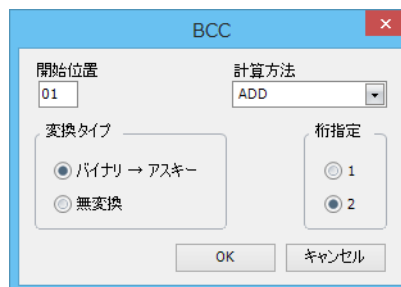 BCC
開始位置
計算方法
01
ADD
変換タイプ
桁指定
バイナリ → アスキー
1
無変換
2
OK
キャンセル